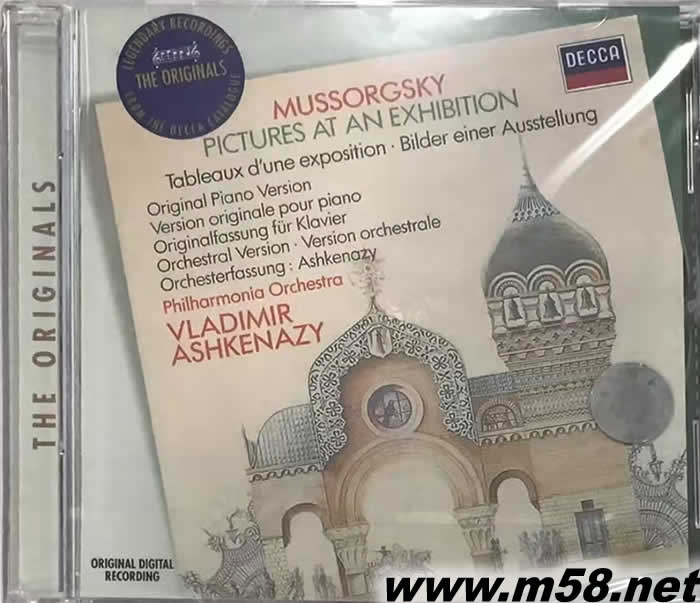 THE ORIGINALS
LEGENDARY RECORDINGS
THE ORIGINALS
FROM THE DECCA CATALOGUE
DECCA
MUSSORGSKY
PICTURES AT AN EXHIBITION
Tableaux d'une exposition · Bilder einer Ausstellung
Original Piano Version
Version originale pour piano
Originalfassung für Klavier
Orchestral Version · Version orchestrale
Orchesterfassung : Ashkenazy
Philharmonia Orchestra
VLADIMIR
ASHKENAZY
ORIGINAL DIGITAL
RECORDING
www.m58.net